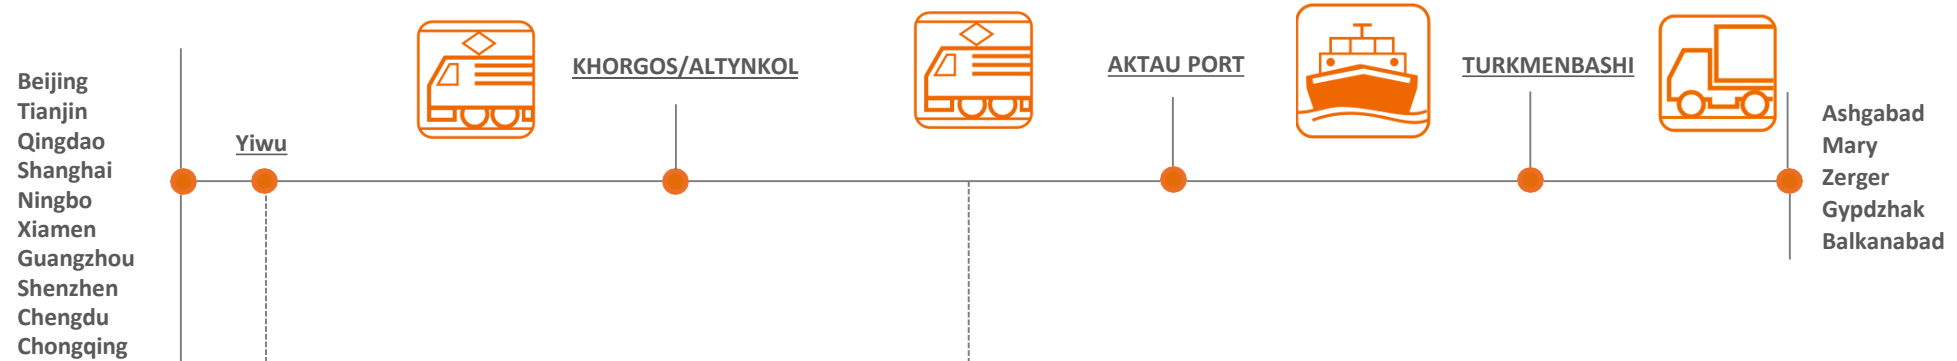 Beijing
Tianjin
Qingdao
Shanghai
Ningbo
Xiamen
Guangzhou
Shenzhen
Chengdu
Chongqing
Yiwu
KHORGOS/ALTYNKOL
AKTAU PORT
TURKMENBASHI
Ashgabad
Mary
Zerger
Gypdzhak
Balkanabad